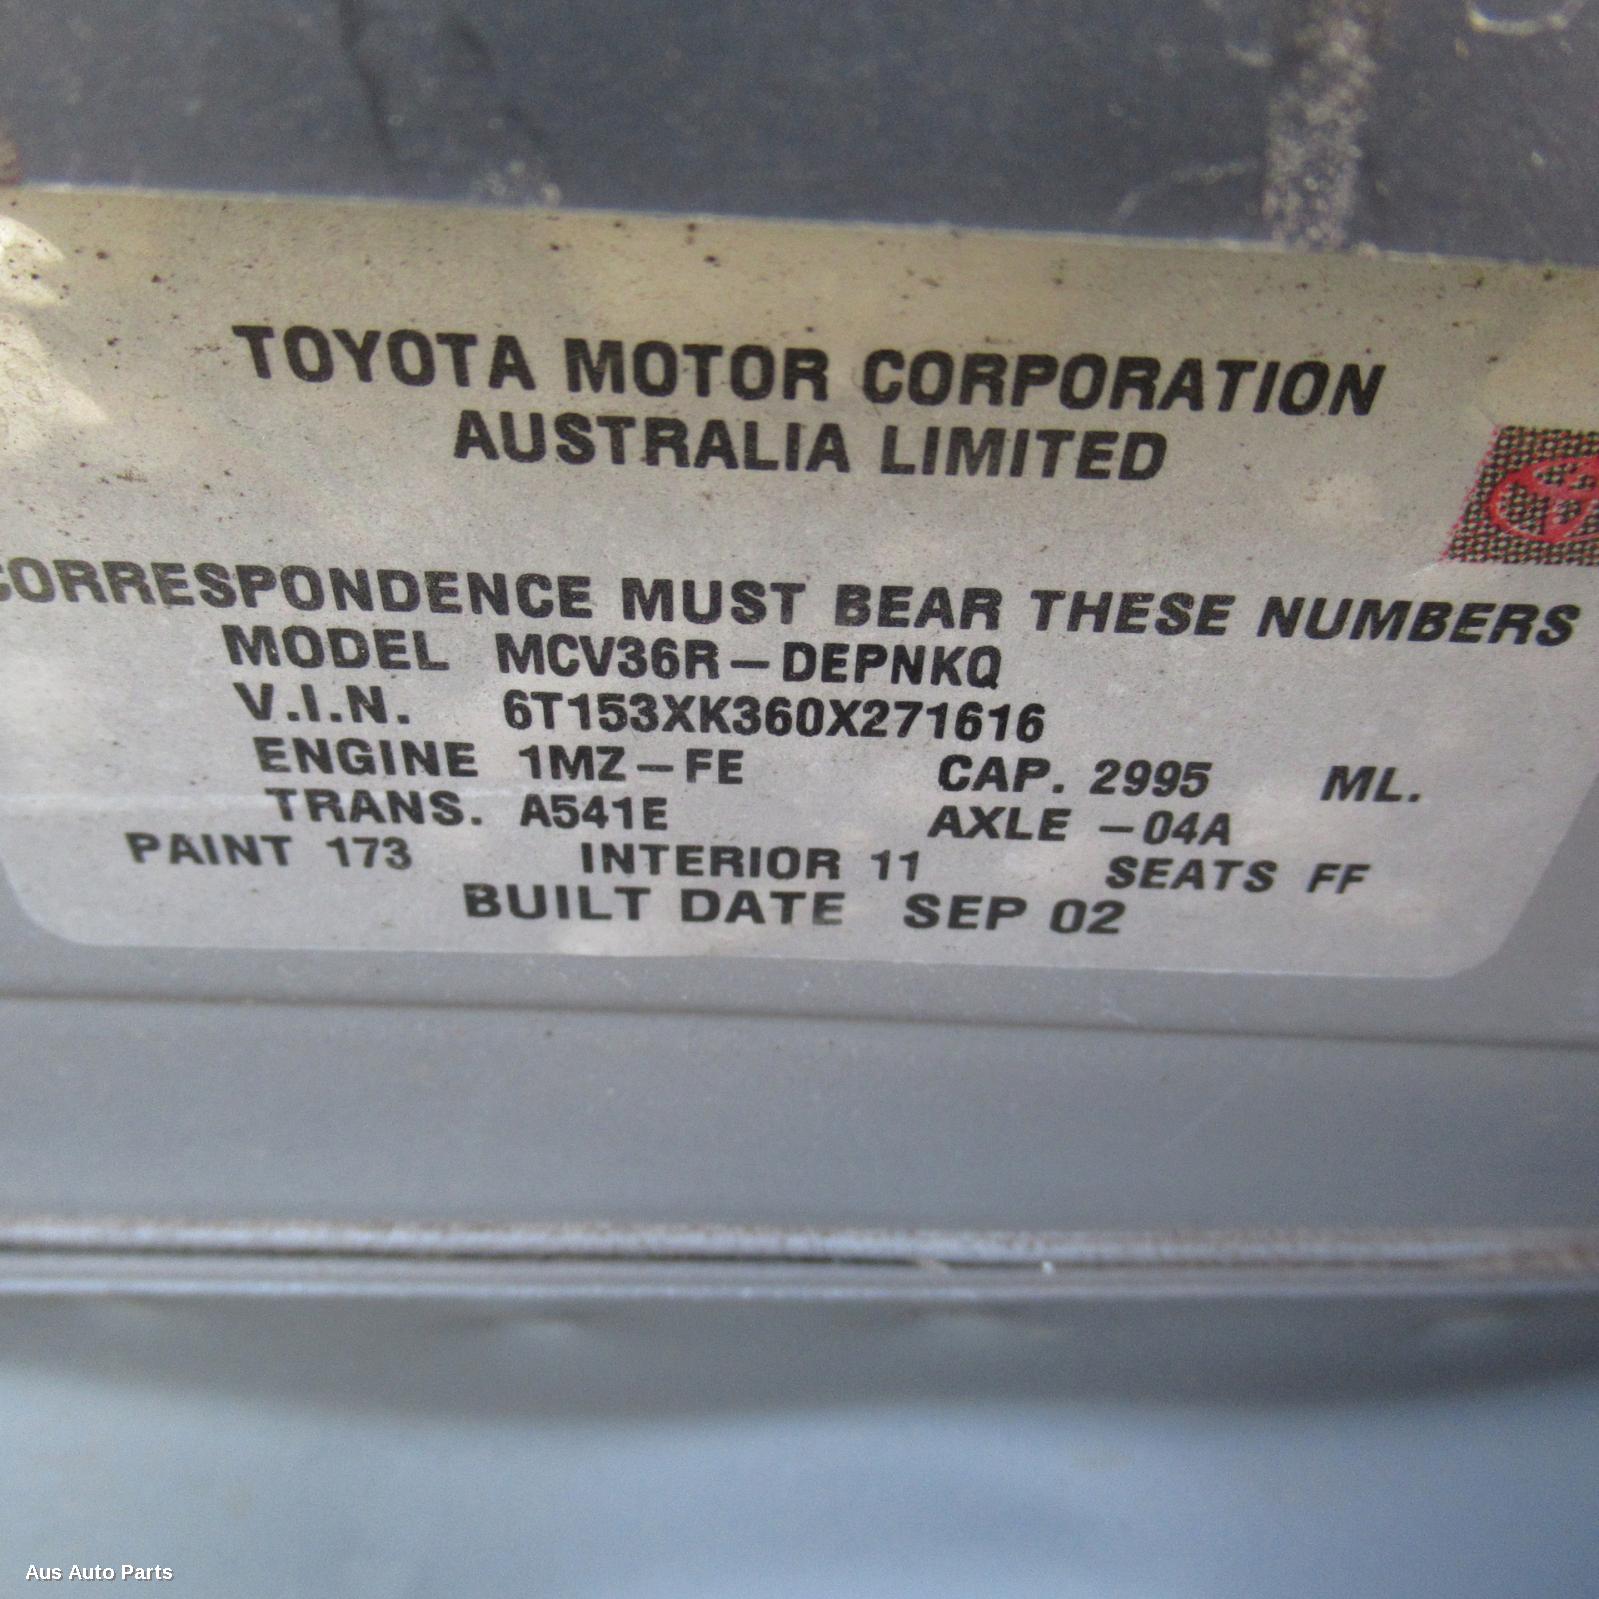 TOYOTA MOTOR CORPORATION
AUSTRALIA LIMITED
CORRESPONDENCE MUST BEAR THESE NUMBERS
MODEL MCV36R-DEPNKQ
V.I.N. 6T153XK360X271616
ENGINE 1MZ-FE CAP. 2995 ML.
TRANS. A541E AXLE -04A
PAINT 173 INTERIOR 11 SEATS FF
BUILT DATE SEP 02
Aus Auto Parts